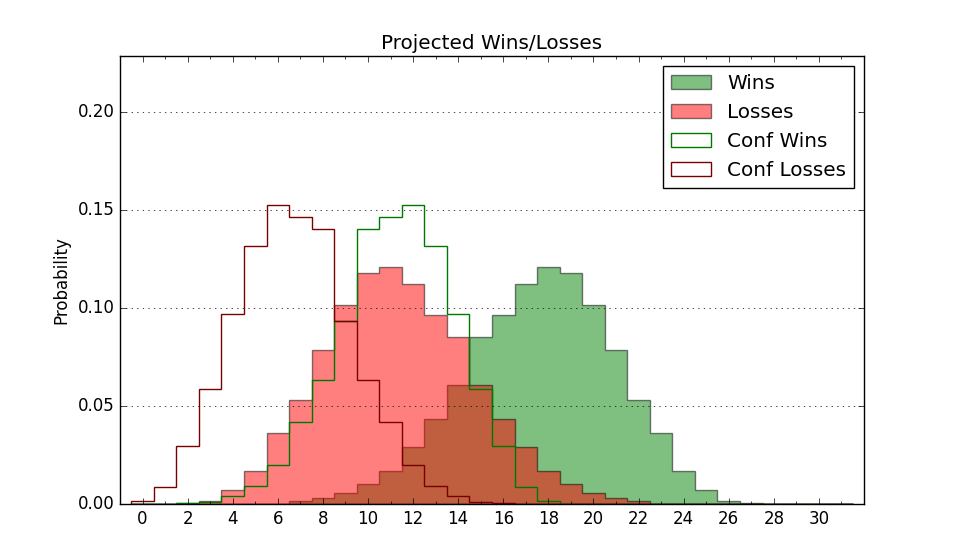 Projected Wins/Losses
Wins
Losses
Conf Wins
Conf Losses
Probability
0.20
0.15
0.10
0.05
0.00
0 2 4 6 8 10 12 14 16 18 20 22 24 26 28 30